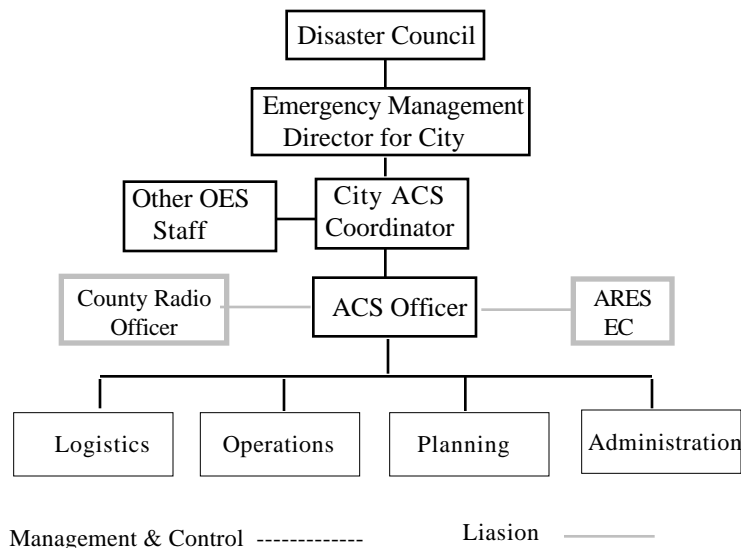 Disaster Council
Emergency Management
Director for City
Other OES
Staff
City ACS
Coordinator
County Radio
Officer
ACS Officer
ARES
EC
Logistics
Operations
Planning
Administration
Management & Control -------------
Liasion